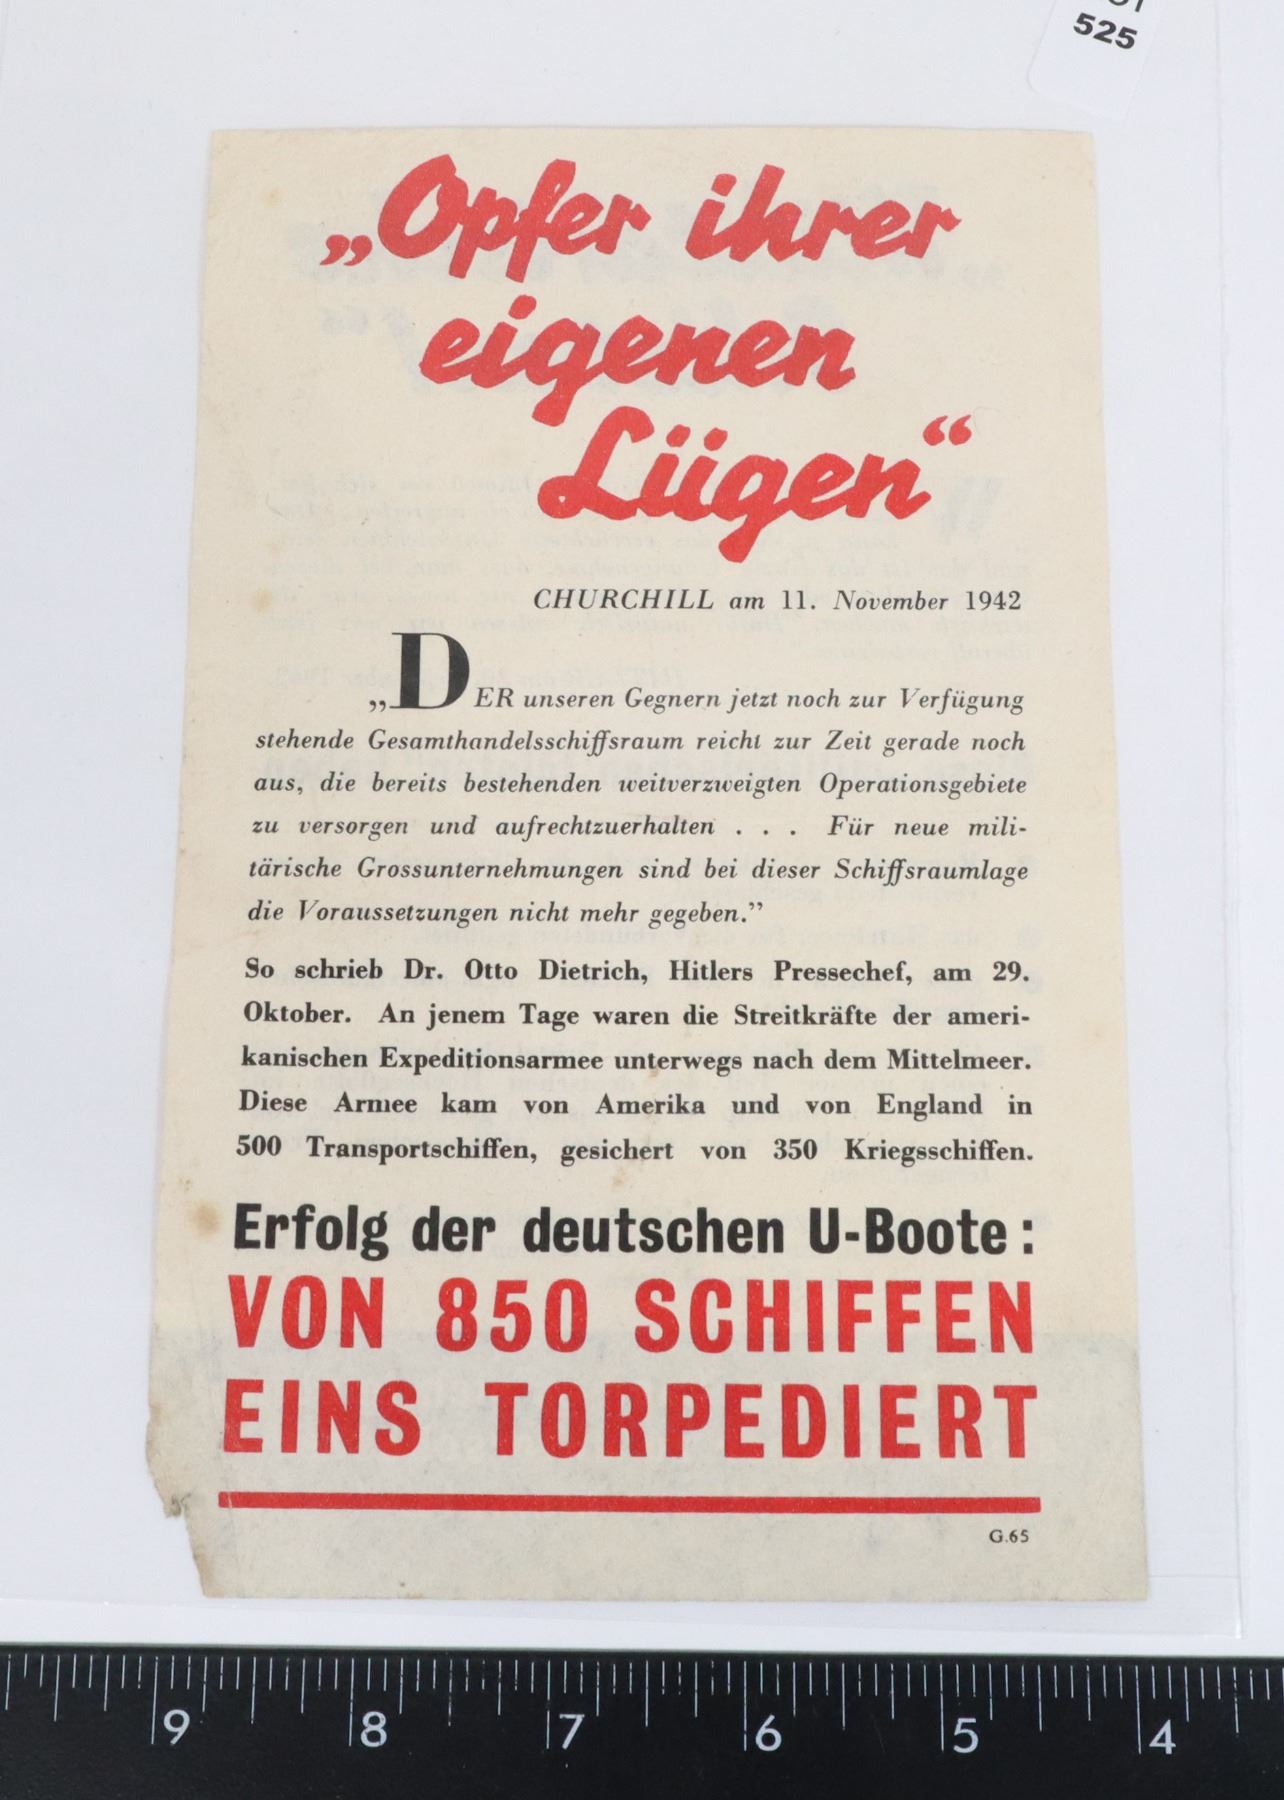 525
„Opfer ihrer
eigenen
Lügen“
CHURCHILL am 11. November 1942
„DER unseren Gegnern jetzt noch zur Verfügung
stehende Gesamthandelsschiffsraum reicht zur Zeit gerade noch
aus, die bereits bestehenden weitverzweigten Operationsgebiete
zu versorgen und aufrechtzuerhalten . . . Für neue mili-
tärische Grossunternehmungen sind bei dieser Schiffsraumlage
die Voraussetzungen nicht mehr gegeben.”
So schrieb Dr. Otto Dietrich, Hitlers Pressechef, am 29.
Oktober. An jenem Tage waren die Streitkräfte der ameri-
kanischen Expeditionsarmee unterwegs nach dem Mittelmeer.
Diese Armee kam von Amerika und von England in
500 Transportschiffen, gesichert von 350 Kriegsschiffen.
Erfolg der deutschen U-Boote:
VON 850 SCHIFFEN
EINS TORPEDIERT
G.65
9 8 7 6 5 4